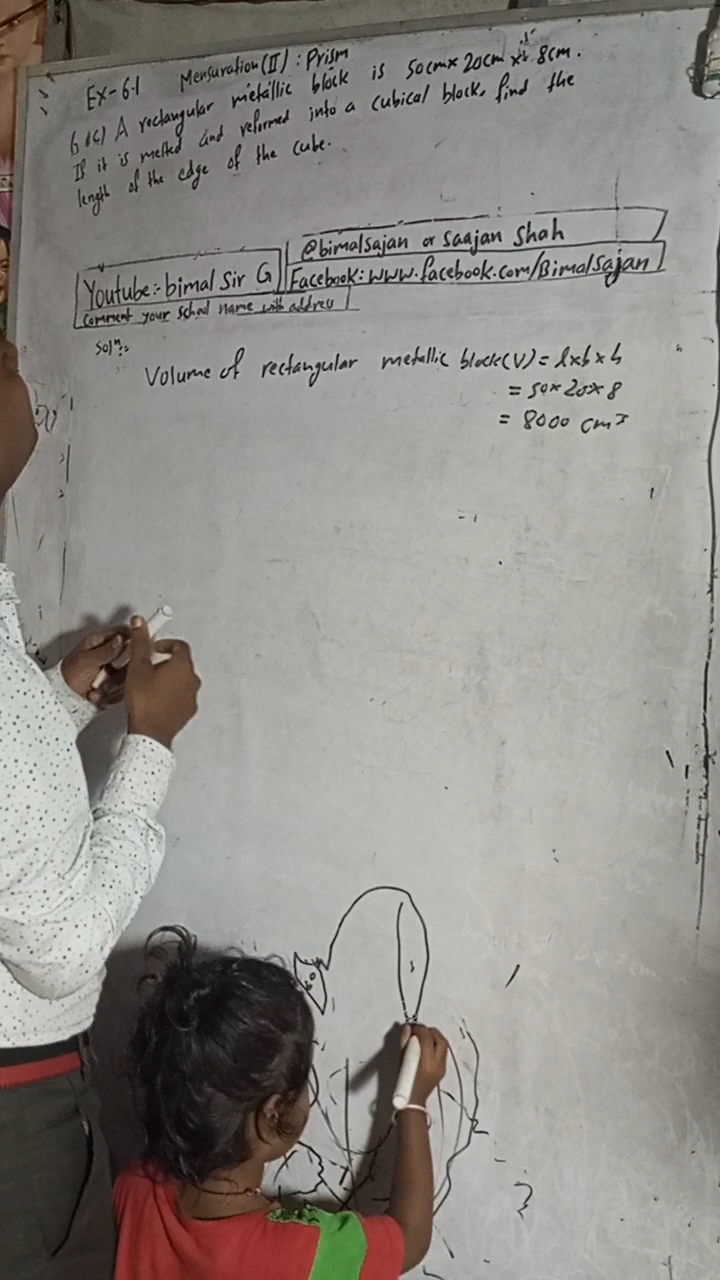 Ex-6.1 Mensuration(II) : Prism
6.(c) A rectangular metallic block is 50cm× 20cm × 8cm.
If it is melted and reformed into a cubical block, find the
length of the edge of the cube.
@bimalsajan or Saajan Shah
Youtube:- bimal Sir G
Facebook: www.facebook.com/BimalSajan
Comment your School name with address
Solⁿ:-
Volume of rectangular metallic block(V) = l×b×h
= 50×20×8
= 8000 cm³